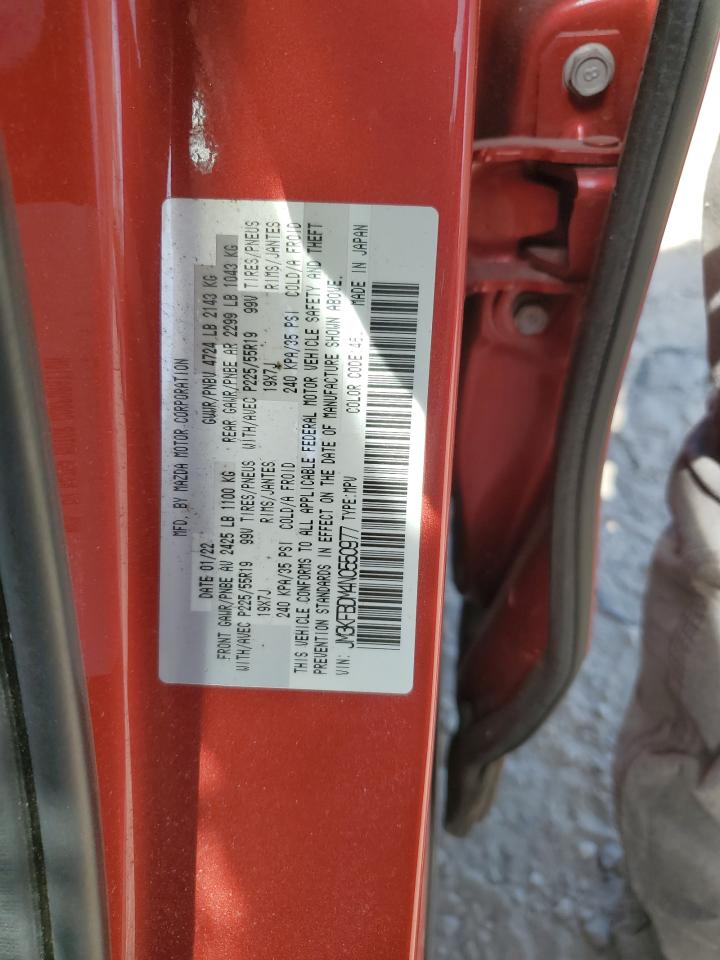 MFD. BY MAZDA MOTOR CORPORATION
DATE 01/22 GVWR/PNBV 4724 LB 2143 KG
FRONT GAWR/PNBE AV 2425 LB 1100 KG REAR GAWR/PNBE AR 2299 LB 1043 KG
WITH/AVEC P225/55R19 99V TIRES/PNEUS WITH/AVEC P225/55R19 99V TIRES/PNEUS
19X7J RIMS/JANTES 19X7J RIMS/JANTES
240 KPA/35 PSI COLD/A FROID 240 KPA/35 PSI COLD/A FROID
THIS VEHICLE CONFORMS TO ALL APPLICABLE FEDERAL MOTOR VEHICLE SAFETY AND THEFT
PREVENTION STANDARDS IN EFFECT ON THE DATE OF MANUFACTURE SHOWN ABOVE.
VIN: JM3KFBDM4N0550977 TYPE:MPV COLOR CODE: MADE IN JAPAN
8